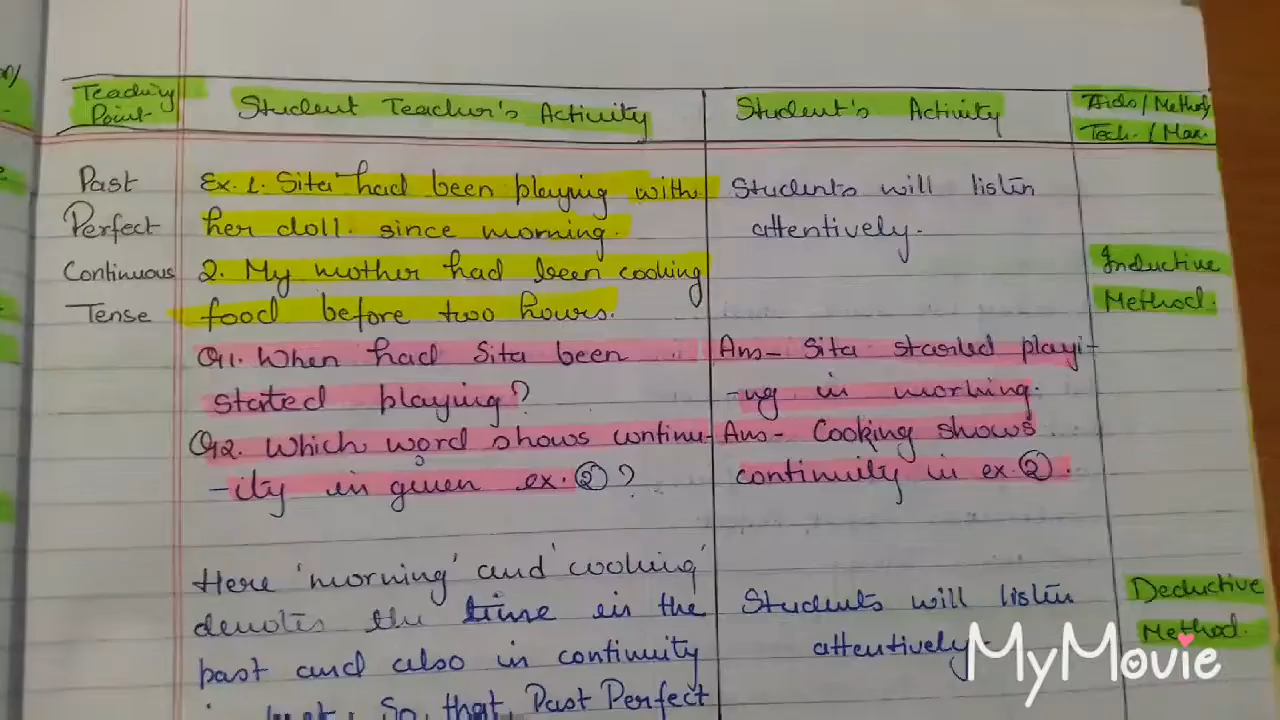 Teaching Point
Student Teacher's Activity
Student's Activity
Aids/Method
Tech./Max.
Past
Perfect
Continuous
Tense
Ex. 1. Sita had been playing with
her doll. since morning.
2. My mother had been cooking
food before two hours.
Q1. When had Sita been
started playing?
Q2. Which word shows continu-
-ity in given ex. ②?
Students will listen
attentively.
Ans- Sita started playi-
-ng in morning.
Ans- Cooking shows
continuity in ex. ②.
Inductive
Method.
Here 'morning' and 'cooking'
denotes the time in the
past and also in continuity
So, that, Past Perfect
Students will listen
attentively.
Deductive
Method.
MyMovie